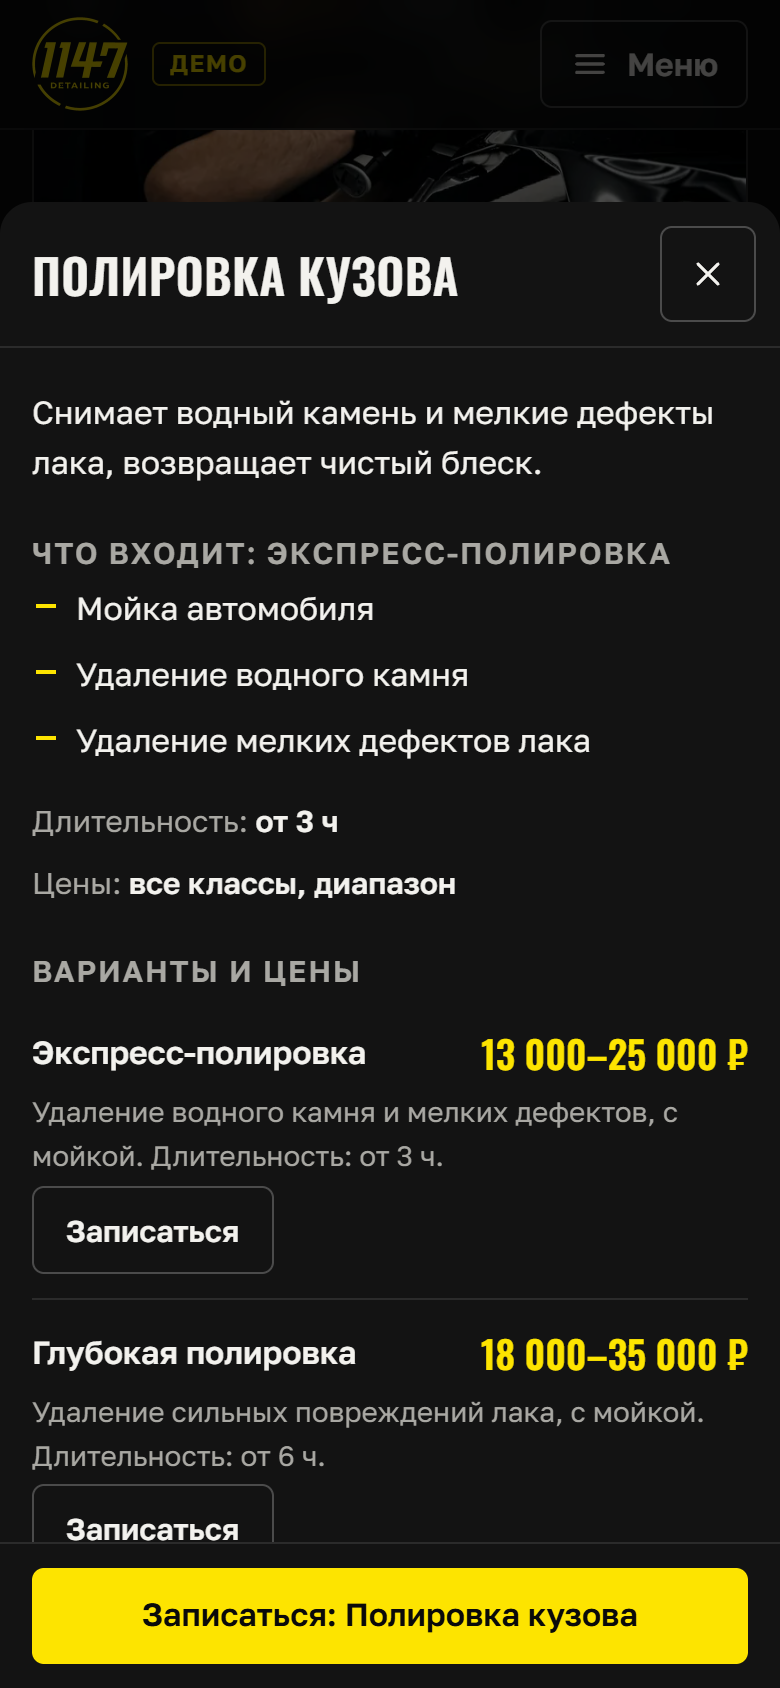 1147
DETAILING
ДЕМО
Меню
ПОЛИРОВКА КУЗОВА
Снимает водный камень и мелкие дефекты
лака, возвращает чистый блеск.
ЧТО ВХОДИТ: ЭКСПРЕСС-ПОЛИРОВКА
Мойка автомобиля
Удаление водного камня
Удаление мелких дефектов лака
Длительность: от 3 ч
Цены: все классы, диапазон
ВАРИАНТЫ И ЦЕНЫ
Экспресс-полировка 13 000–25 000 ₽
Удаление водного камня и мелких дефектов, с
мойкой. Длительность: от 3 ч.
Записаться
Глубокая полировка 18 000–35 000 ₽
Удаление сильных повреждений лака, с мойкой.
Длительность: от 6 ч.
Записаться
Записаться: Полировка кузова